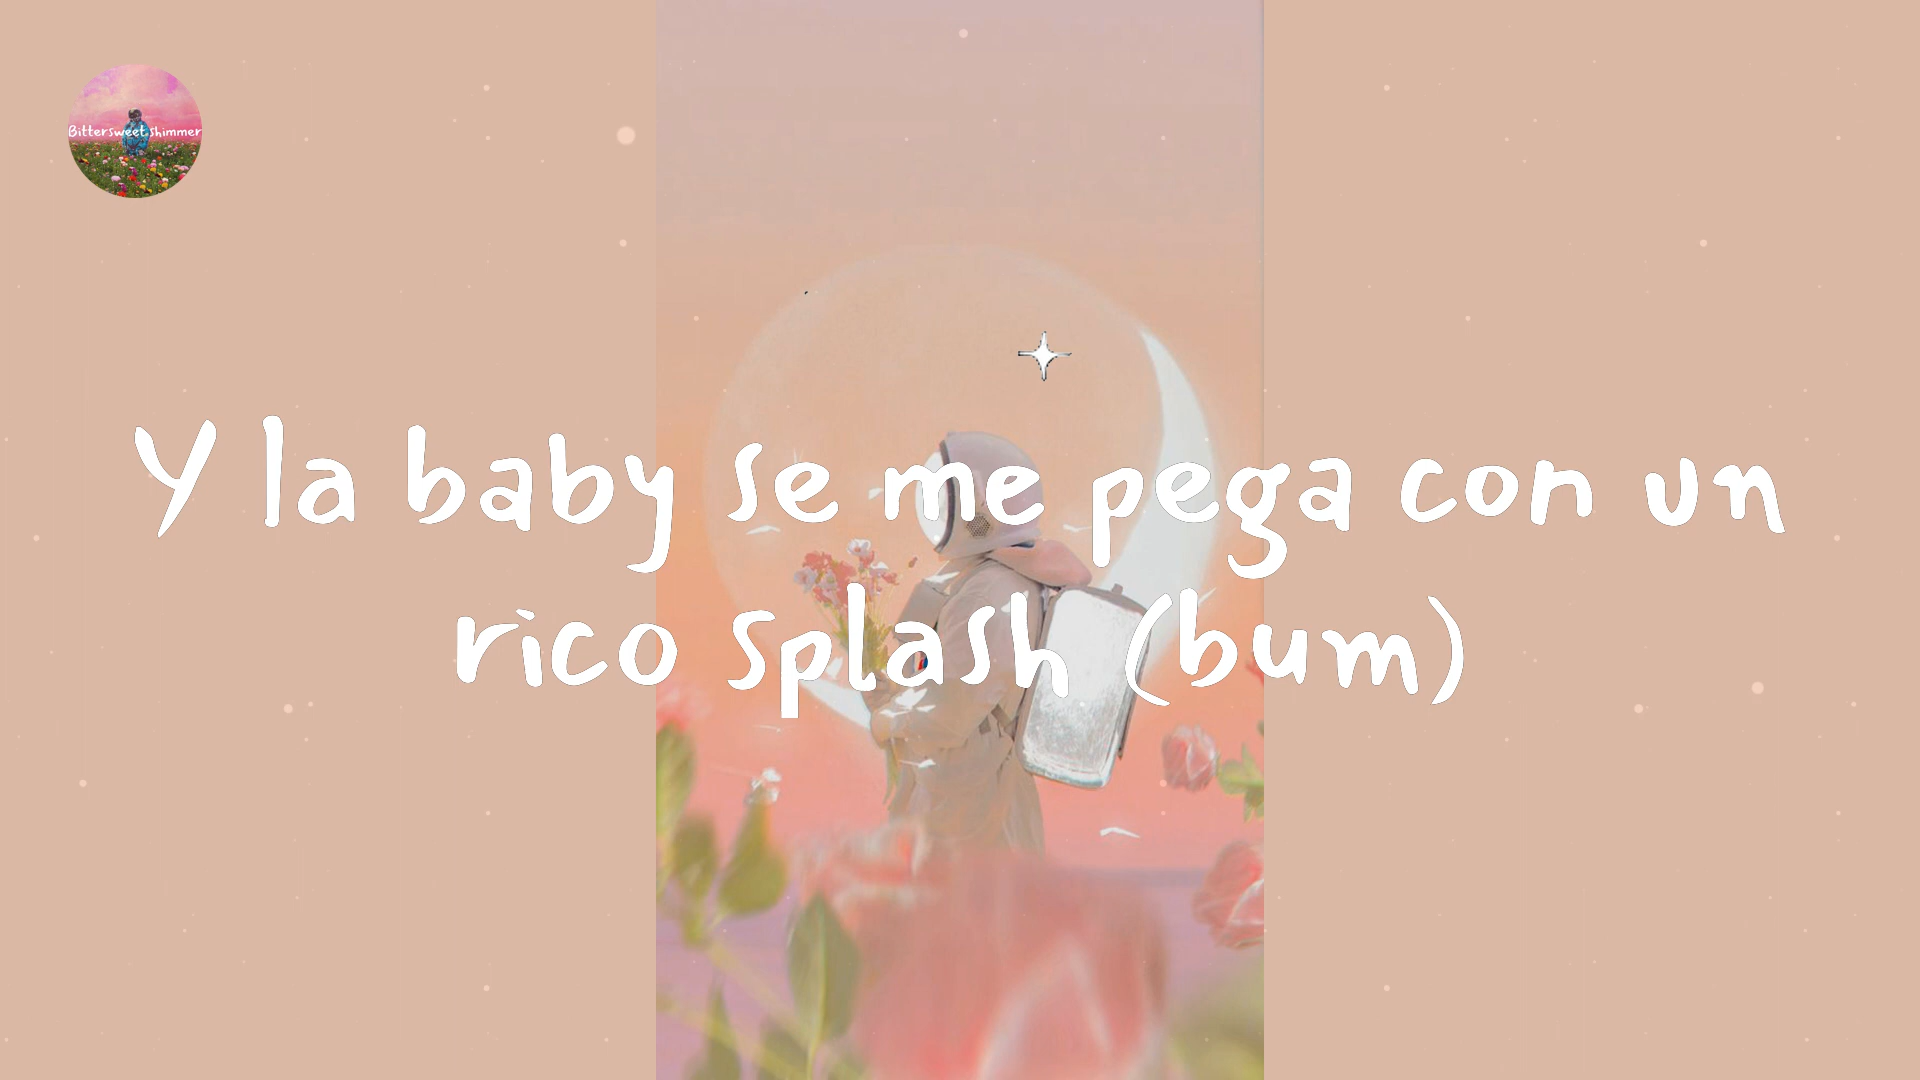 Bittersweet shimmer
Y la baby se me pega con un
rico splash (bum)